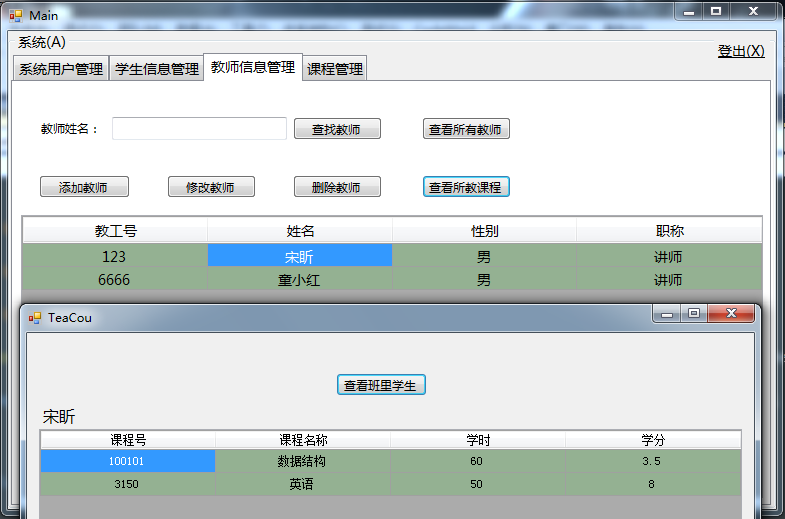 Main
系统(A)
登出(X)
系统用户管理 学生信息管理 教师信息管理 课程管理
教师姓名： 查找教师 查看所有教师
添加教师 修改教师 删除教师 查看所教课程
教工号 姓名 性别 职称
123 宋昕 男 讲师
6666 童小红 男 讲师
TeaCou
查看班里学生
宋昕
课程号 课程名称 学时 学分
100101 数据结构 60 3.5
3150 英语 50 8